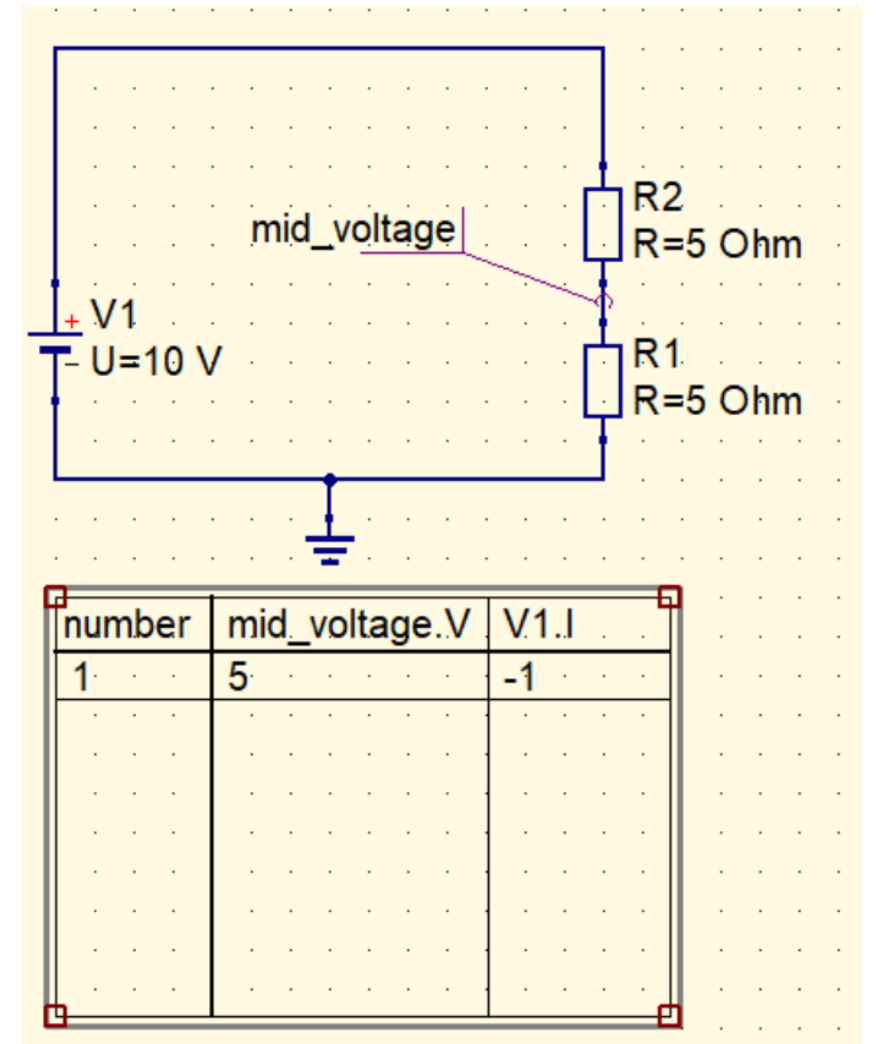 R2
R=5 Ohm
mid_voltage
+ V1
- U=10 V
R1
R=5 Ohm
number mid_voltage.V V1.I
1 5 -1